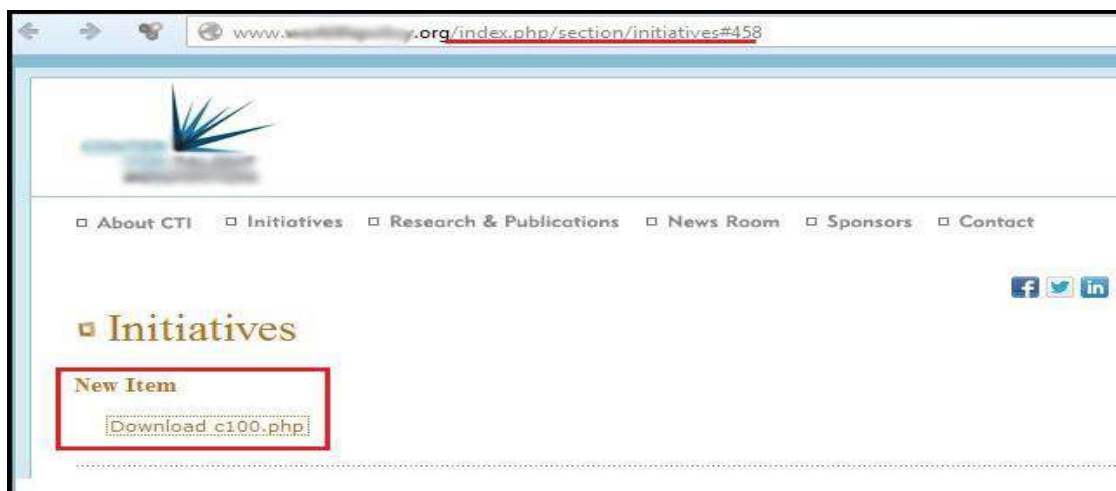 www. .org/index.php/section/initiatives#458
About CTI Initiatives Research & Publications News Room Sponsors Contact
f in
Initiatives
New Item
Download c100.php